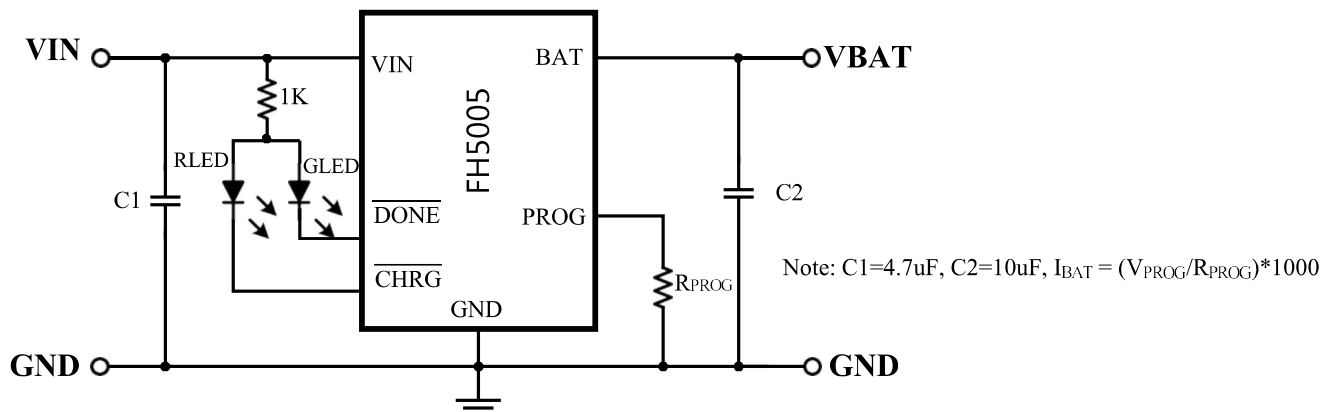 VIN
VIN
BAT
VBAT
1K
FH5005
RLED
GLED
C1
DONE
PROG
C2
CHRG
RPROG
Note: C1=4.7uF, C2=10uF, IBAT = (VPROG/RPROG)*1000
GND
GND
GND